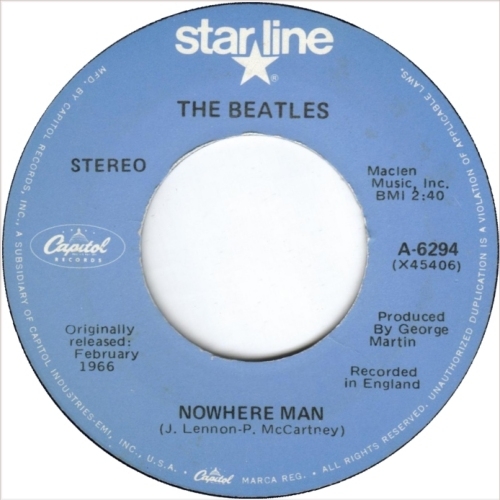 starline
®
THE BEATLES
STEREO
Maclen
Music, Inc.
BMI 2:40
Capitol
RECORDS
A-6294
(X45406)
Originally
released:
February
1966
Produced
By George
Martin
Recorded
in England
NOWHERE MAN
(J. Lennon-P. McCartney)
MFD. BY CAPITOL RECORDS, INC., A SUBSIDIARY OF CAPITOL INDUSTRIES-EMI, INC., U.S.A. • Capitol MARCA REG. • ALL RIGHTS RESERVED. UNAUTHORIZED DUPLICATION IS A VIOLATION OF APPLICABLE LAWS.